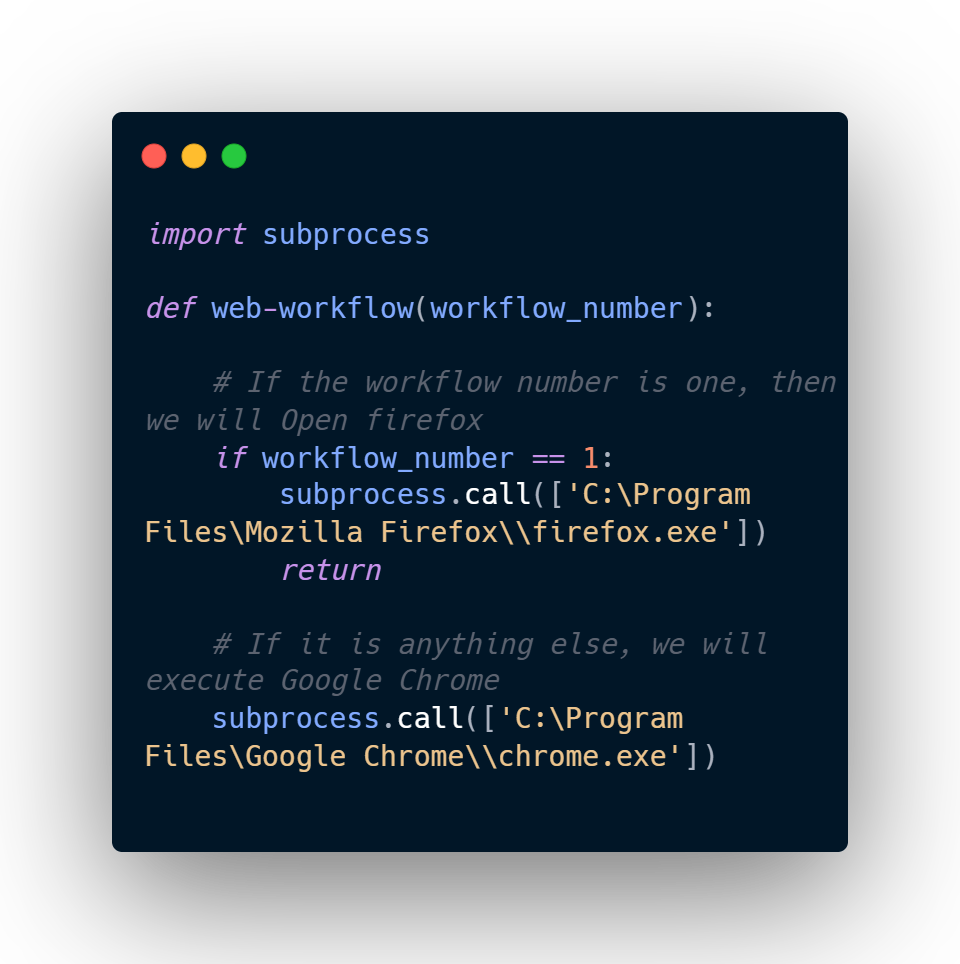 import subprocess
def web-workflow(workflow_number):
# If the workflow number is one, then
we will Open firefox
if workflow_number == 1:
subprocess.call(['C:\Program
Files\Mozilla Firefox\\firefox.exe'])
return
# If it is anything else, we will
execute Google Chrome
subprocess.call(['C:\Program
Files\Google Chrome\\chrome.exe'])